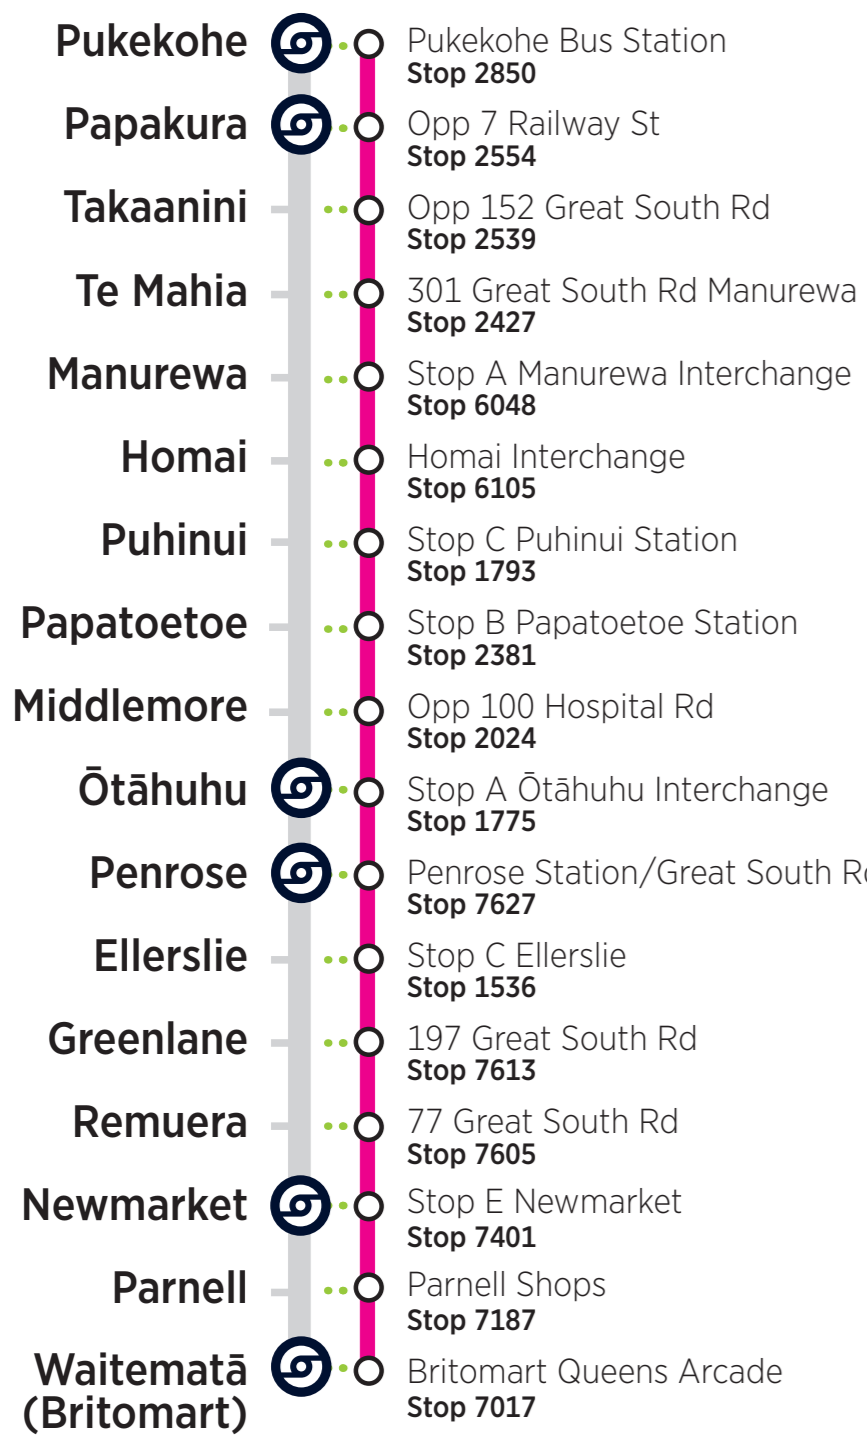 Pukekohe
Pukekohe Bus Station
Stop 2850
Papakura
Opp 7 Railway St
Stop 2554
Takaanini
Opp 152 Great South Rd
Stop 2539
Te Mahia
301 Great South Rd Manurewa
Stop 2427
Manurewa
Stop A Manurewa Interchange
Stop 6048
Homai
Homai Interchange
Stop 6105
Puhinui
Stop C Puhinui Station
Stop 1793
Papatoetoe
Stop B Papatoetoe Station
Stop 2381
Middlemore
Opp 100 Hospital Rd
Stop 2024
Ōtāhuhu
Stop A Ōtāhuhu Interchange
Stop 1775
Penrose
Penrose Station/Great South
Stop 7627
Ellerslie
Stop C Ellerslie
Stop 1536
Greenlane
197 Great South Rd
Stop 7613
Remuera
77 Great South Rd
Stop 7605
Newmarket
Stop E Newmarket
Stop 7401
Parnell
Parnell Shops
Stop 7187
Waitematā
(Britomart)
Britomart Queens Arcade
Stop 7017